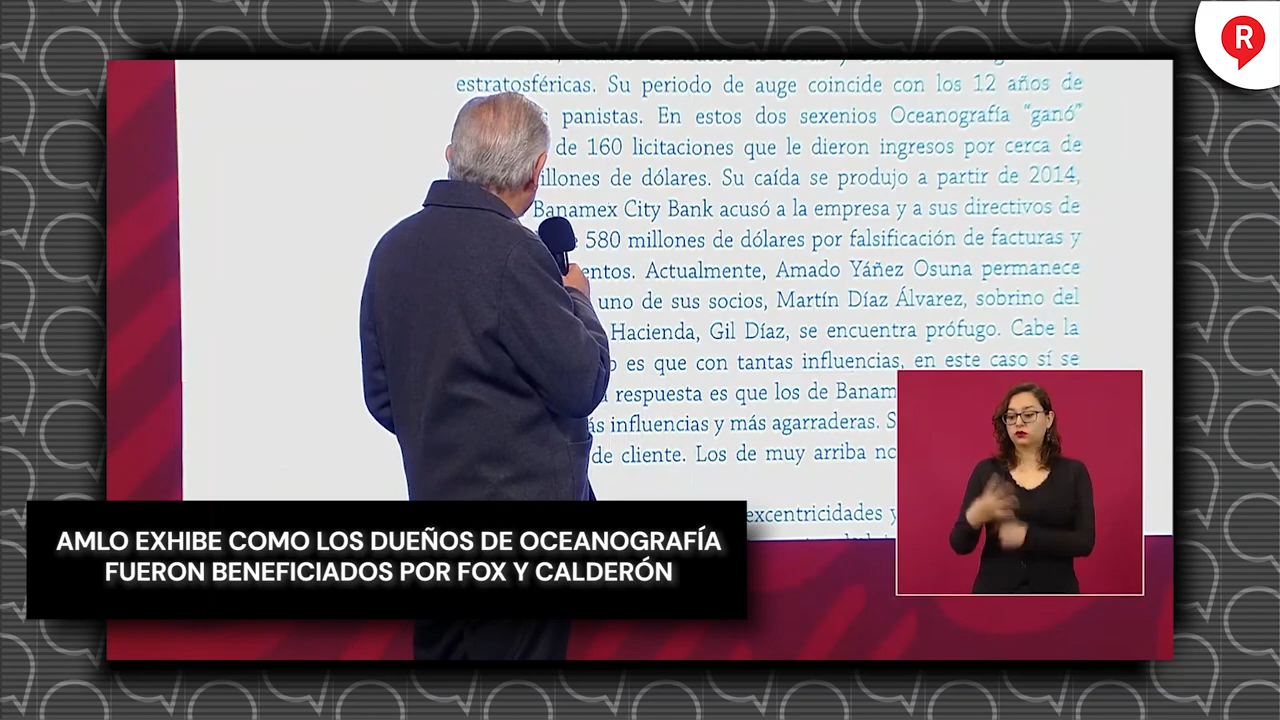 R
estratosféricas. Su periodo de auge coincide con los 12 años de
panistas. En estos dos sexenios Oceanografía “ganó”
de 160 licitaciones que le dieron ingresos por cerca de
illones de dólares. Su caída se produjo a partir de 2014,
Banamex City Bank acusó a la empresa y a sus directivos de
580 millones de dólares por falsificación de facturas y
entos. Actualmente, Amado Yáñez Osuna permanece
uno de sus socios, Martín Díaz Álvarez, sobrino del
Hacienda, Gil Díaz, se encuentra prófugo. Cabe la
es que con tantas influencias, en este caso sí se
respuesta es que los de Banam
ás influencias y más agarraderas. S
de cliente. Los de muy arriba no
excentricidades y
AMLO EXHIBE COMO LOS DUEÑOS DE OCEANOGRAFÍA
FUERON BENEFICIADOS POR FOX Y CALDERÓN